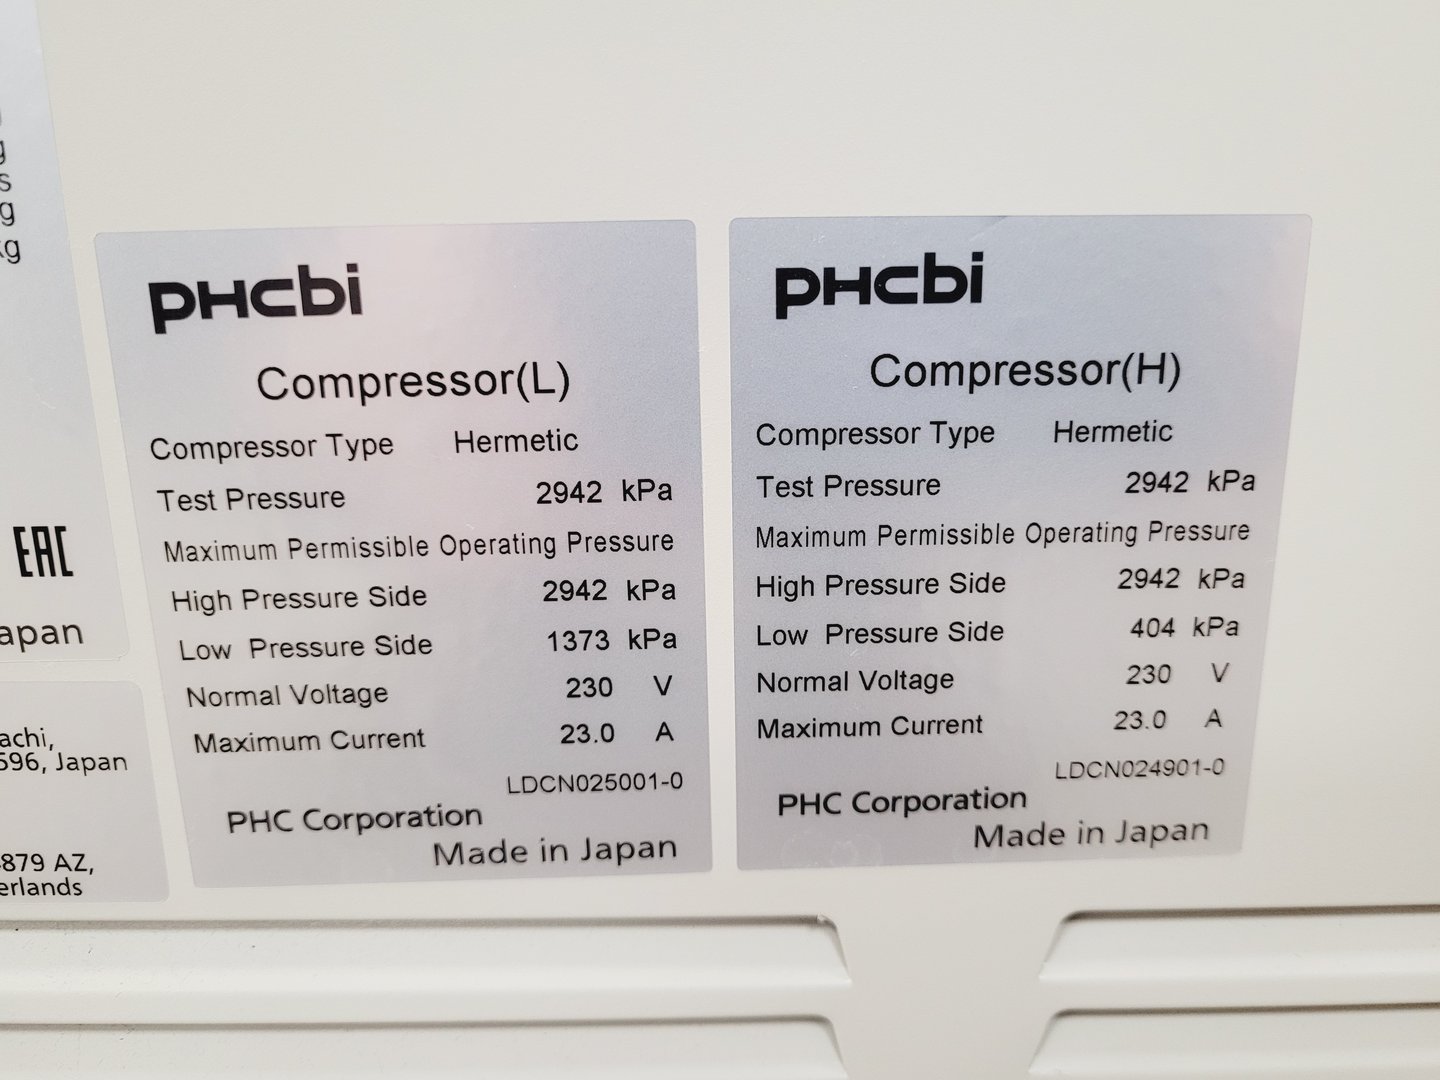 g
s
g
kg
EAC
apan
achi,
596, Japan
879 AZ,
erlands
PHCbi
Compressor(L)
Compressor Type Hermetic
Test Pressure 2942 kPa
Maximum Permissible Operating Pressure
High Pressure Side 2942 kPa
Low Pressure Side 1373 kPa
Normal Voltage 230 V
Maximum Current 23.0 A
LDCN025001-0
PHC Corporation
Made in Japan
PHCbi
Compressor(H)
Compressor Type Hermetic
Test Pressure 2942 kPa
Maximum Permissible Operating Pressure
High Pressure Side 2942 kPa
Low Pressure Side 404 kPa
Normal Voltage 230 V
Maximum Current 23.0 A
LDCN024901-0
PHC Corporation
Made in Japan